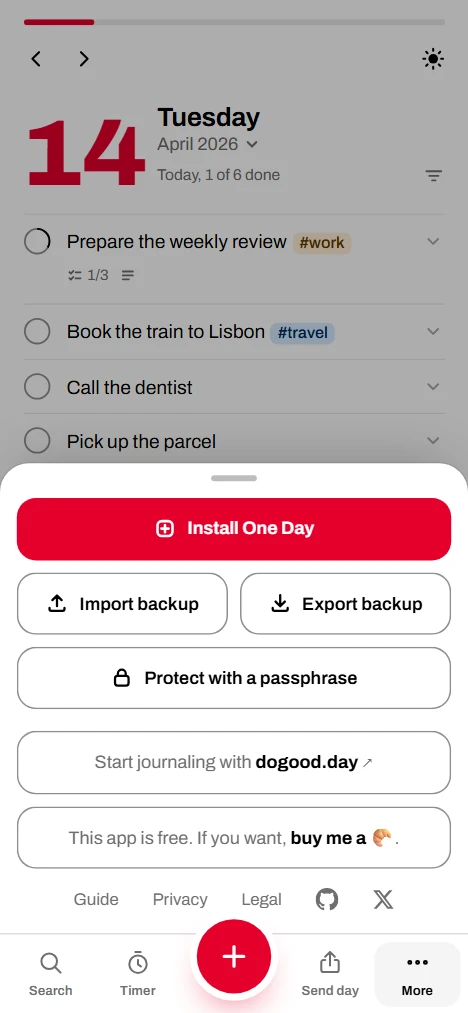 Tuesday
14
April 2026
Today, 1 of 6 done
Prepare the weekly review #work
1/3
Book the train to Lisbon #travel
Call the dentist
Pick up the parcel
Install One Day
Import backup
Export backup
Protect with a passphrase
Start journaling with dogood.day ↗
This app is free. If you want, buy me a 🥐.
Guide
Privacy
Legal
Search
Timer
Send day
More